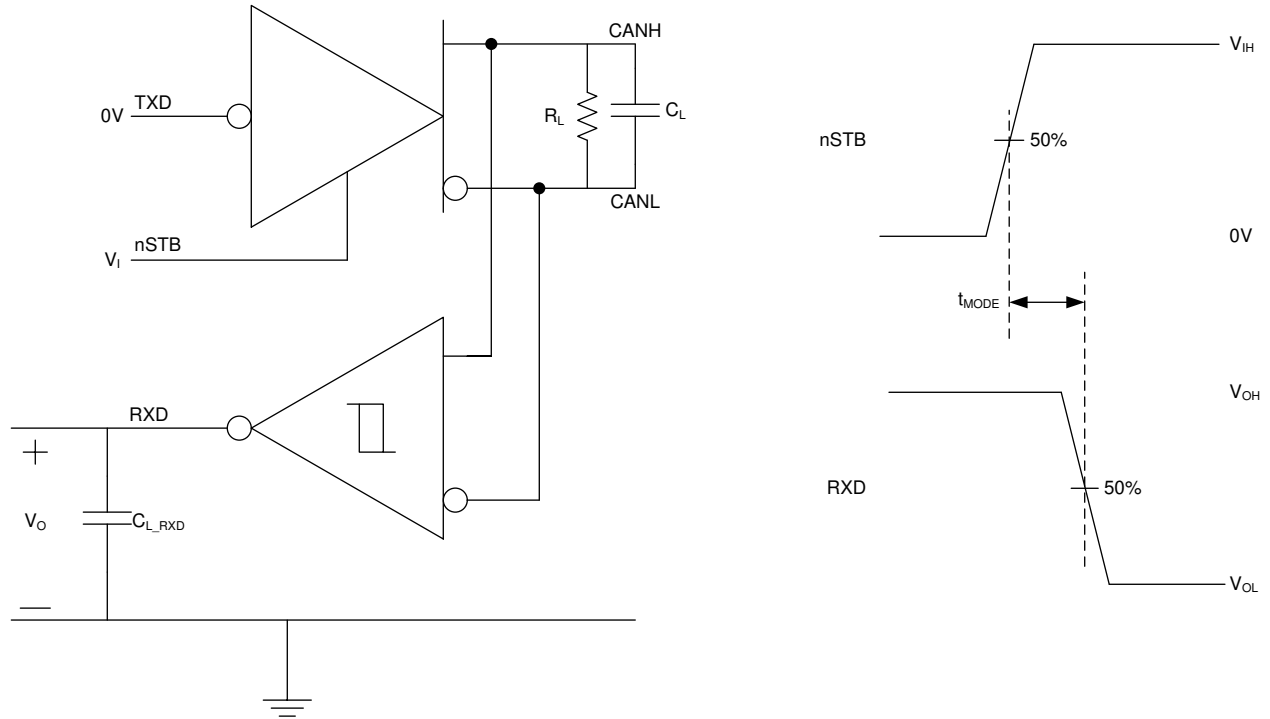 CANH
TXD
0V
R_L
C_L
CANL
nSTB
V_I
RXD
+
V_O
C_L_RXD
—
V_IH
nSTB
50%
0V
t_MODE
V_OH
RXD
50%
V_OL